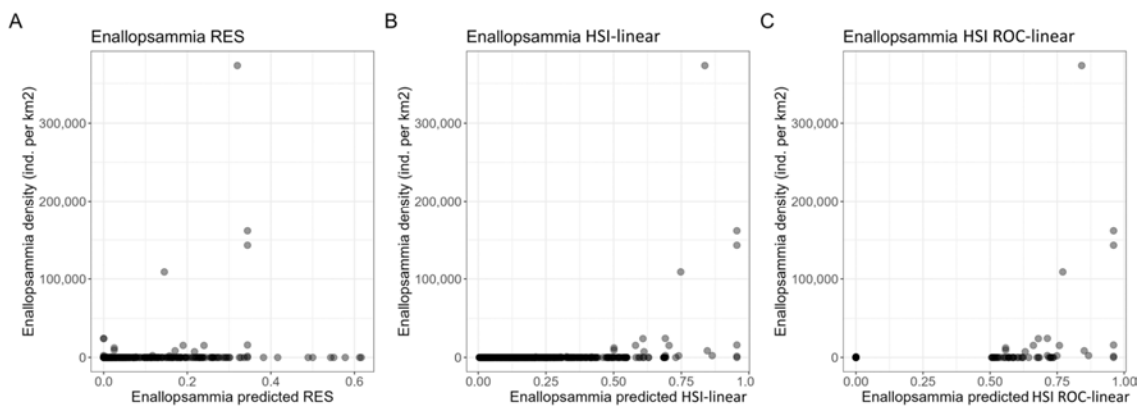 A
Enallopsammia RES
Enallopsammia density (ind. per km2)
300,000
200,000
100,000
0
0.0 0.2 0.4 0.6
Enallopsammia predicted RES
B
Enallopsammia HSI-linear
Enallopsammia density (ind. per km2)
300,000
200,000
100,000
0
0.00 0.25 0.50 0.75 1.0
Enallopsammia predicted HSI-linear
C
Enallopsammia HSI ROC-linear
Enallopsammia density (ind. per km2)
300,000
200,000
100,000
0
0.00 0.25 0.50 0.75 1.00
Enallopsammia predicted HSI ROC-linear